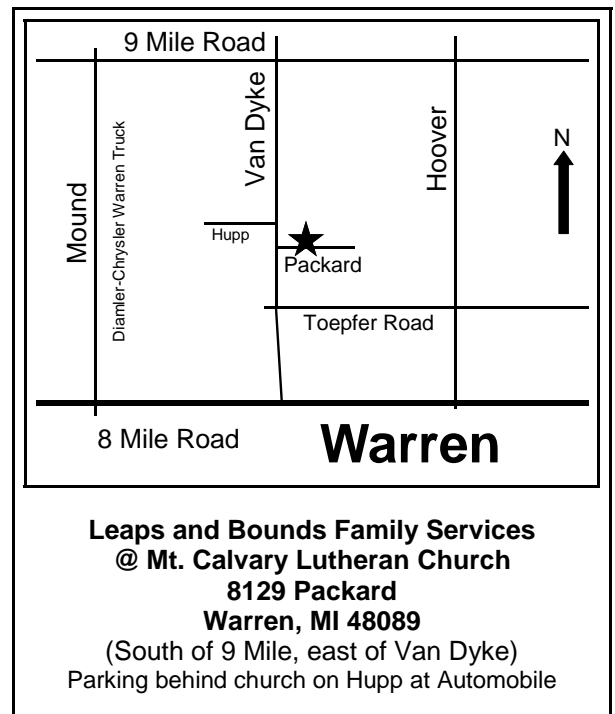 9 Mile Road
Van Dyke
Hoover
N
Mound
Diamler-Chrysler Warren Truck
Hupp
Packard
Toepfer Road
8 Mile Road
Warren
Leaps and Bounds Family Services
@ Mt. Calvary Lutheran Church
8129 Packard
Warren, MI 48089
(South of 9 Mile, east of Van Dyke)
Parking behind church on Hupp at Automobile